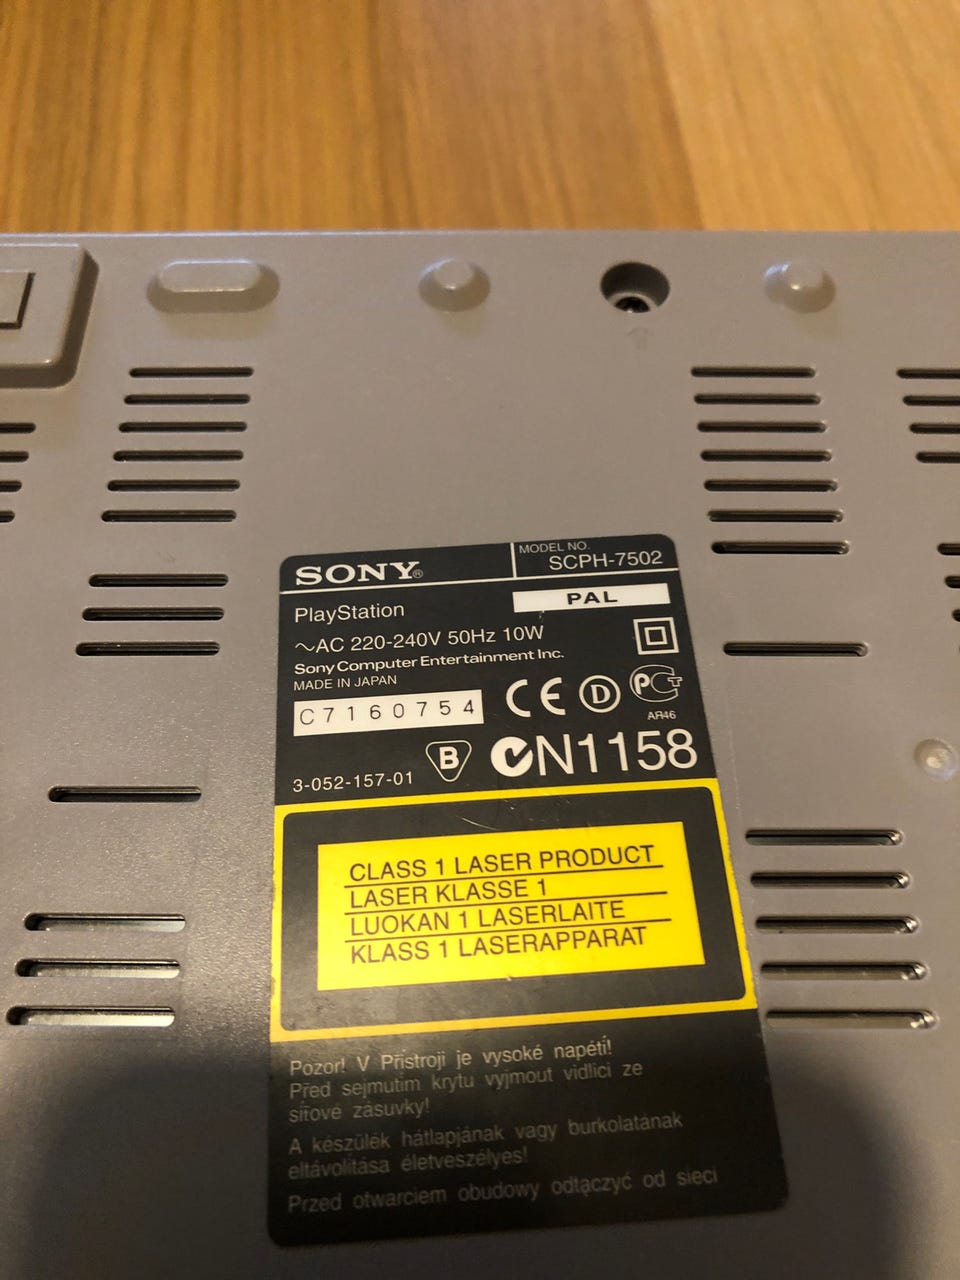 SONY®
MODEL NO.
SCPH-7502
PlayStation
PAL
~AC 220-240V 50Hz 10W
Sony Computer Entertainment Inc.
MADE IN JAPAN
C7160754
CE D PCT
AЯ46
B N1158
3-052-157-01
CLASS 1 LASER PRODUCT
LASER KLASSE 1
LUOKAN 1 LASERLAITE
KLASS 1 LASERAPPARAT
Pozor! V Přístroji je vysoké napětí!
Před sejmutím krytu vyjmout vidlici ze
síťové zásuvky!
A készülék hátlapjának vagy burkolatának
eltávolitása életveszélyes!
Przed otwarciem obudowy odtączyć od sieci